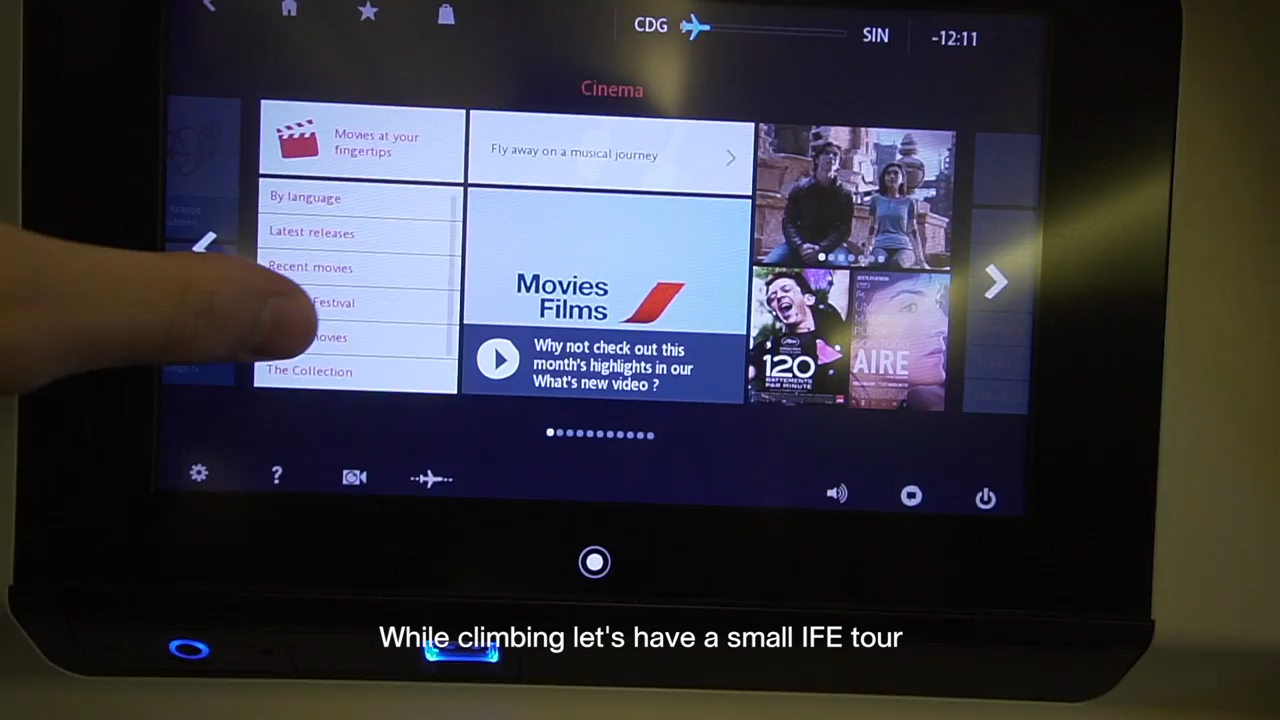 CDG
SIN
-12:11
Cinema
Movies at your
fingertips
Fly away on a musical journey
By language
Latest releases
Recent movies
Festival
The Collection
Movies
Films
Why not check out this
month's highlights in our
What's new video ?
120
BATTEMENTS
PAR MINUTE
AIRE
While climbing let's have a small IFE tour